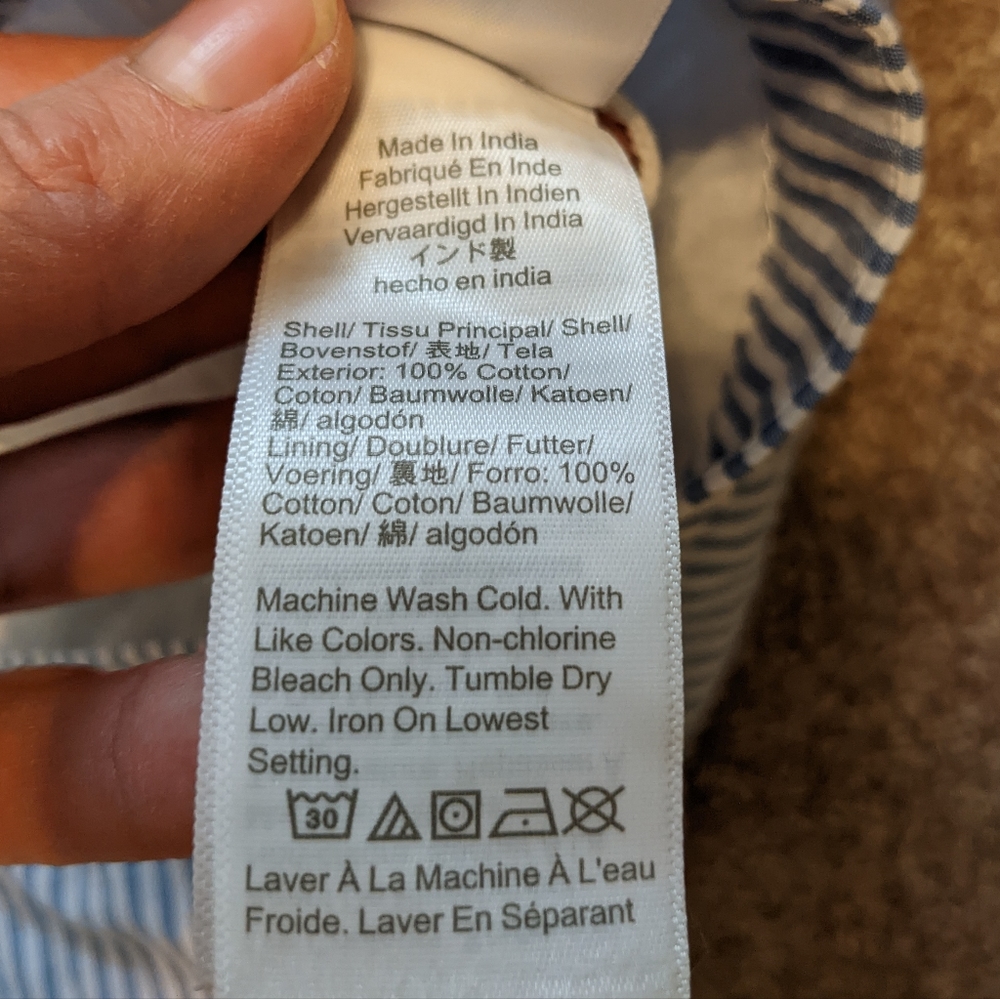 Made In India
Fabriqué En Inde
Hergestellt In Indien
Vervaardigd In India
インド製
hecho en india
Shell/ Tissu Principal/ Shell/
Bovenstof/ 表地/ Tela
Exterior: 100% Cotton/
Coton/ Baumwolle/ Katoen/
綿/ algodón
Lining/ Doublure/ Futter/
Voering/ 裏地/ Forro: 100%
Cotton/ Coton/ Baumwolle/
Katoen/ 綿/ algodón
Machine Wash Cold. With
Like Colors. Non-chlorine
Bleach Only. Tumble Dry
Low. Iron On Lowest
Setting.
30
Laver À La Machine À L'eau
Froide. Laver En Séparant